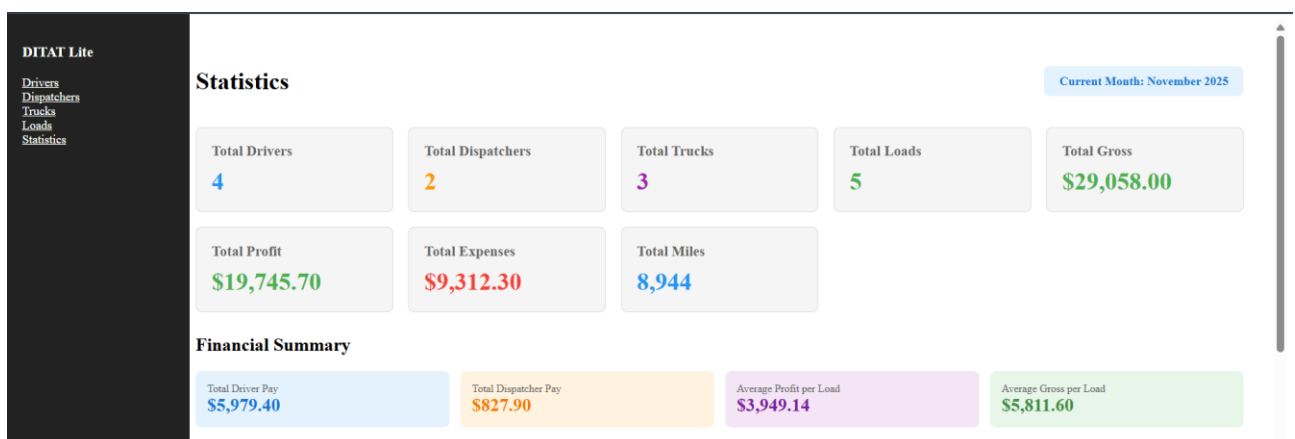 DITAT Lite
Drivers
Dispatchers
Trucks
Loads
Statistics
Statistics
Current Month: November 2025
Total Drivers
4
Total Dispatchers
2
Total Trucks
3
Total Loads
5
Total Gross
$29,058.00
Total Profit
$19,745.70
Total Expenses
$9,312.30
Total Miles
8,944
Financial Summary
Total Driver Pay
$5,979.40
Total Dispatcher Pay
$827.90
Average Profit per Load
$3,949.14
Average Gross per Load
$5,811.60